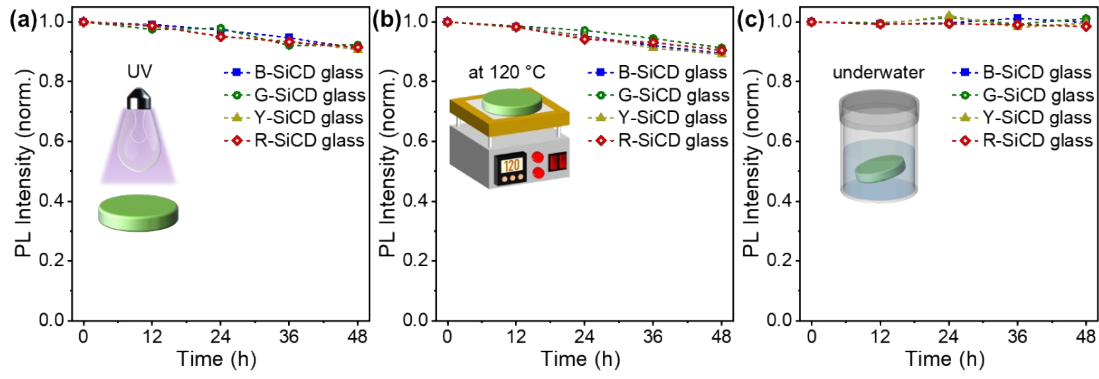 (a)
PL Intensity (norm.)
1.0
0.8
0.6
0.4
0.2
0.0
UV
B-SiCD glass
G-SiCD glass
Y-SiCD glass
R-SiCD glass
0 12 24 36 48
Time (h)
(b)
PL Intensity (norm.)
1.0
0.8
0.6
0.4
0.2
0.0
at 120 °C
120
B-SiCD glass
G-SiCD glass
Y-SiCD glass
R-SiCD glass
0 12 24 36 48
Time (h)
(c)
PL Intensity (norm.)
1.0
0.8
0.6
0.4
0.2
0.0
underwater
B-SiCD glass
G-SiCD glass
Y-SiCD glass
R-SiCD glass
0 12 24 36 48
Time (h)